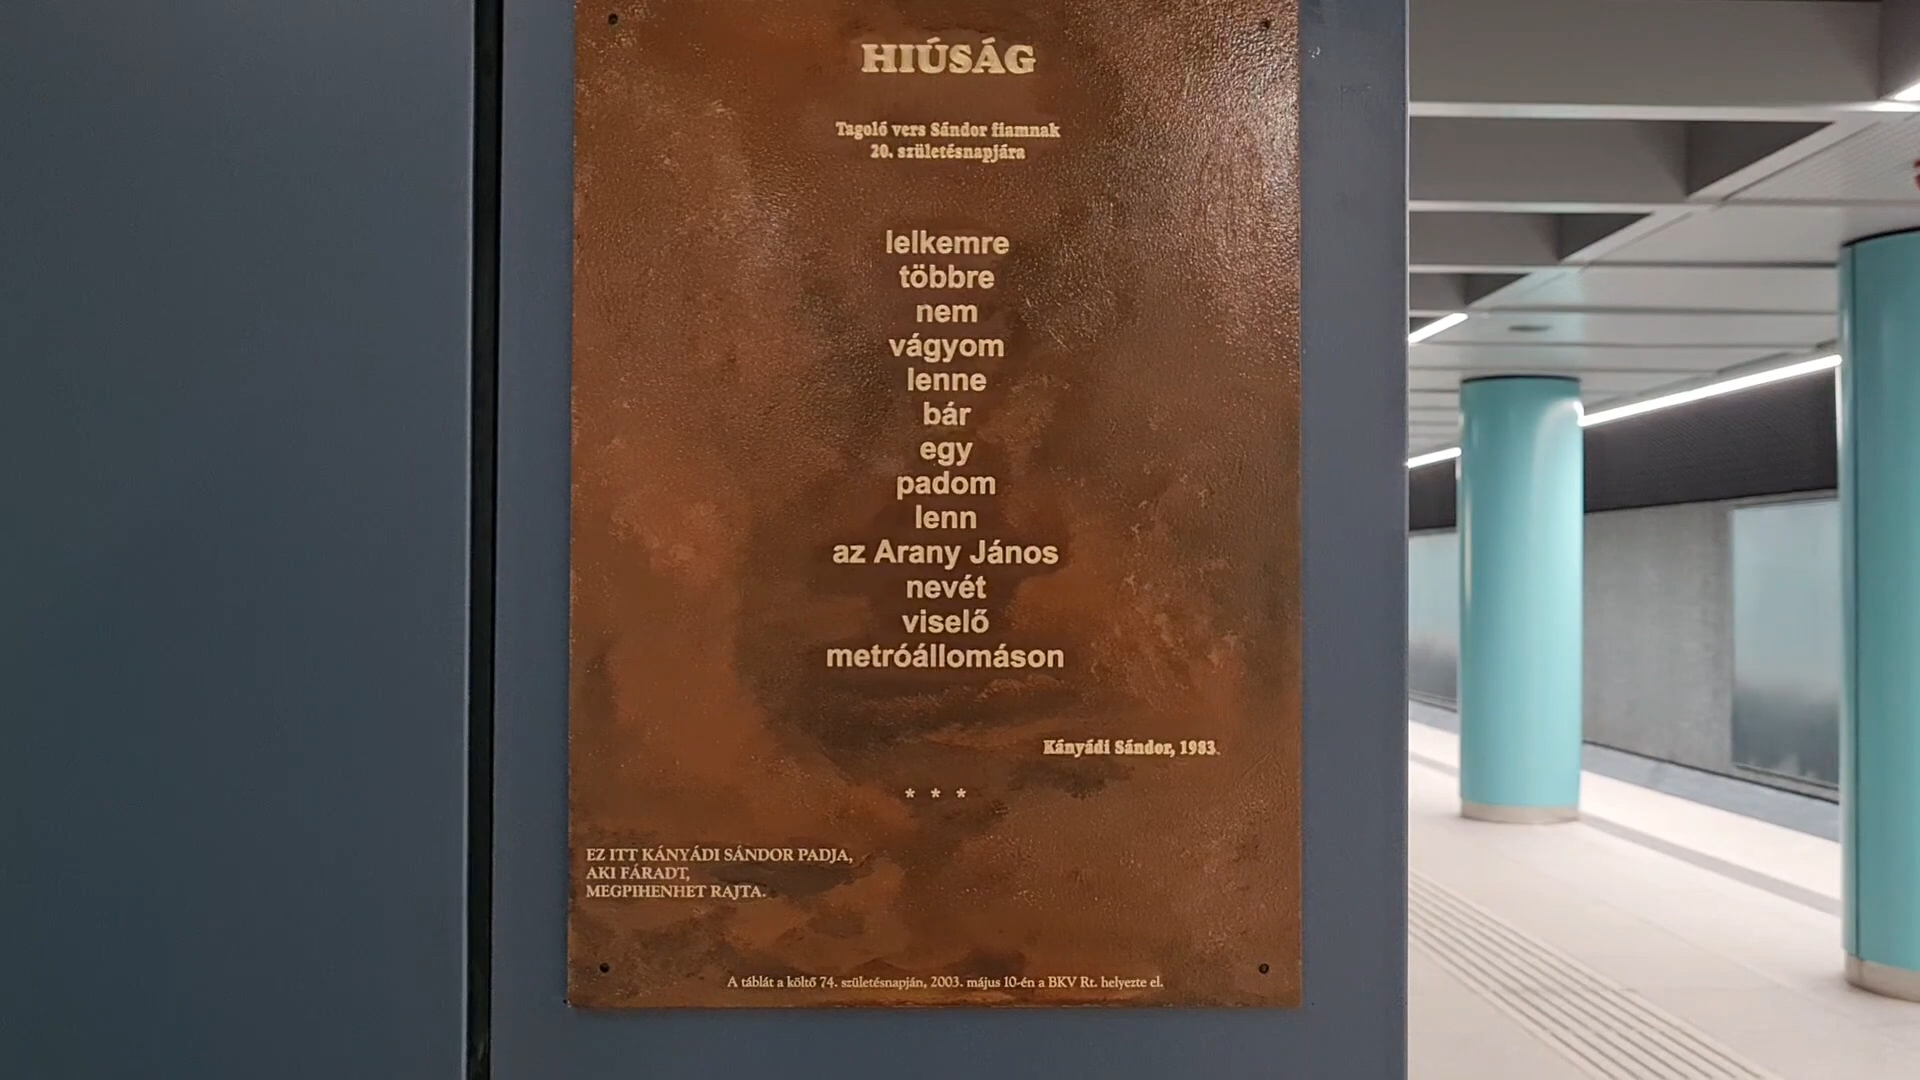 HIÚSÁG
Tagoló vers Sándor fiamnak
20. születésnapjára
lelkemre
többre
nem
vágyom
lenne
bár
egy
padom
lenn
az Arany János
nevét
viselő
metróállomáson
Kányádi Sándor, 1983.
* * *
EZ ITT KÁNYÁDI SÁNDOR PADJA,
AKI FÁRADT,
MEGPIHENHET RAJTA.
A táblát a költő 74. születésnapján, 2003. május 10-én a BKV Rt. helyezte el.